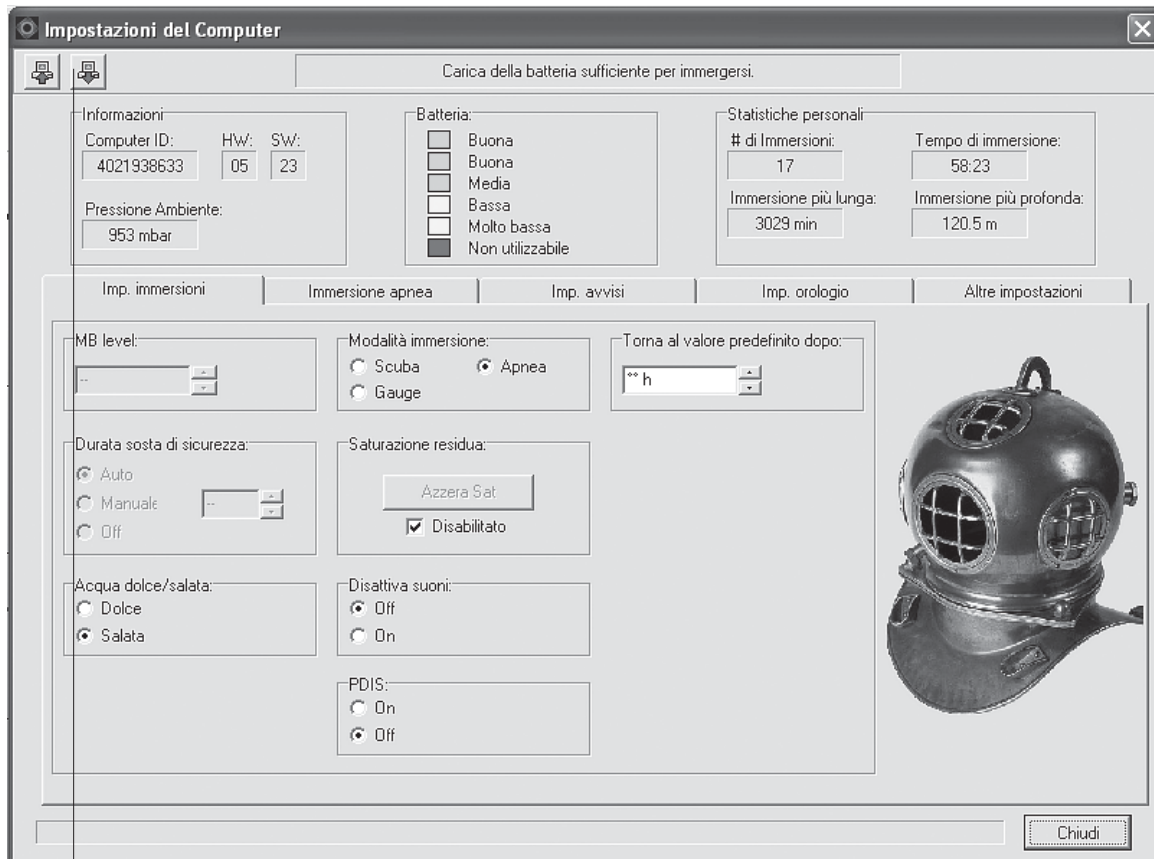 Impostazioni del Computer
Carica della batteria sufficiente per immergersi.
Informazioni
Computer ID: HW: SW:
4021938633 05 23
Pressione Ambiente:
953 mbar
Batteria:
Buona
Buona
Media
Bassa
Molto bassa
Non utilizzabile
Statistiche personali
# di Immersioni: Tempo di immersione:
17 58:23
Immersione più lunga: Immersione più profonda:
3029 min 120.5 m
Imp. immersioni Immersione apnea Imp. avvisi Imp. orologio Altre impostazioni
MB level:
--
Modalità immersione:
Scuba Apnea
Gauge
Torna al valore predefinito dopo:
** h
Durata sosta di sicurezza:
Auto
Manuale --
Off
Saturazione residua:
Azzera Sat
Disabilitato
Acqua dolce/salata:
Dolce
Salata
Disattiva suoni:
Off
On
PDIS:
On
Off
Chiudi